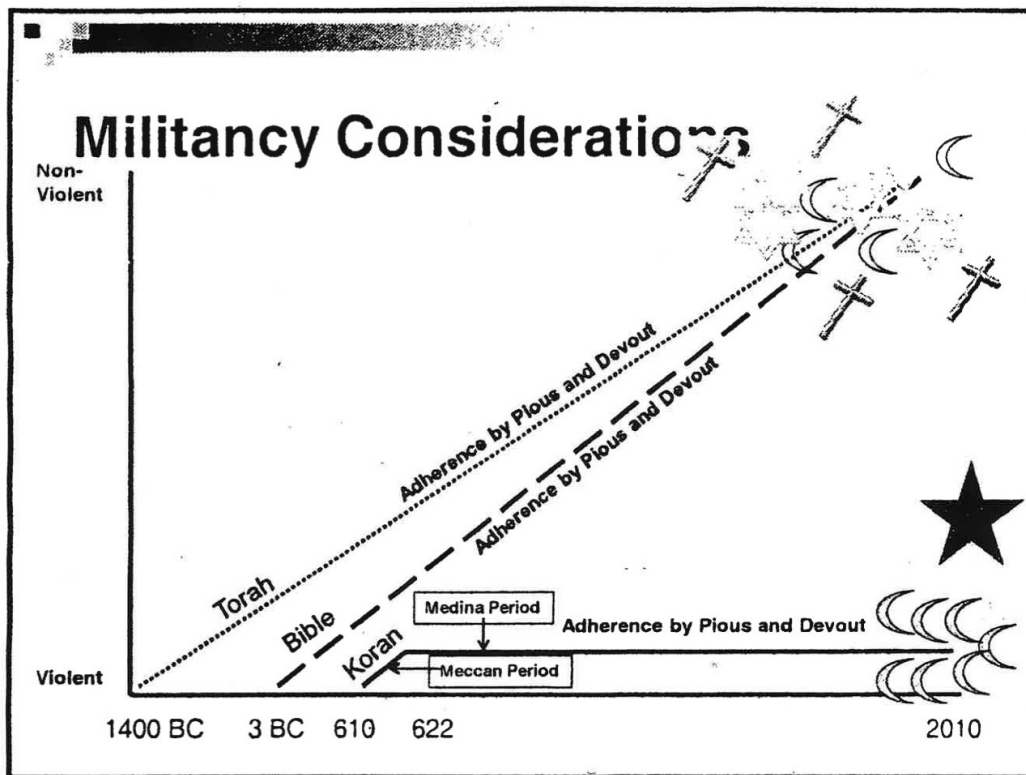 Militancy Considerations
Non-
Violent
Adherence by Pious and Devout
Adherence by Pious and Devout
Torah
Bible
Koran
Medina Period
Adherence by Pious and Devout
Meccan Period
Violent
1400 BC 3 BC 610 622 2010